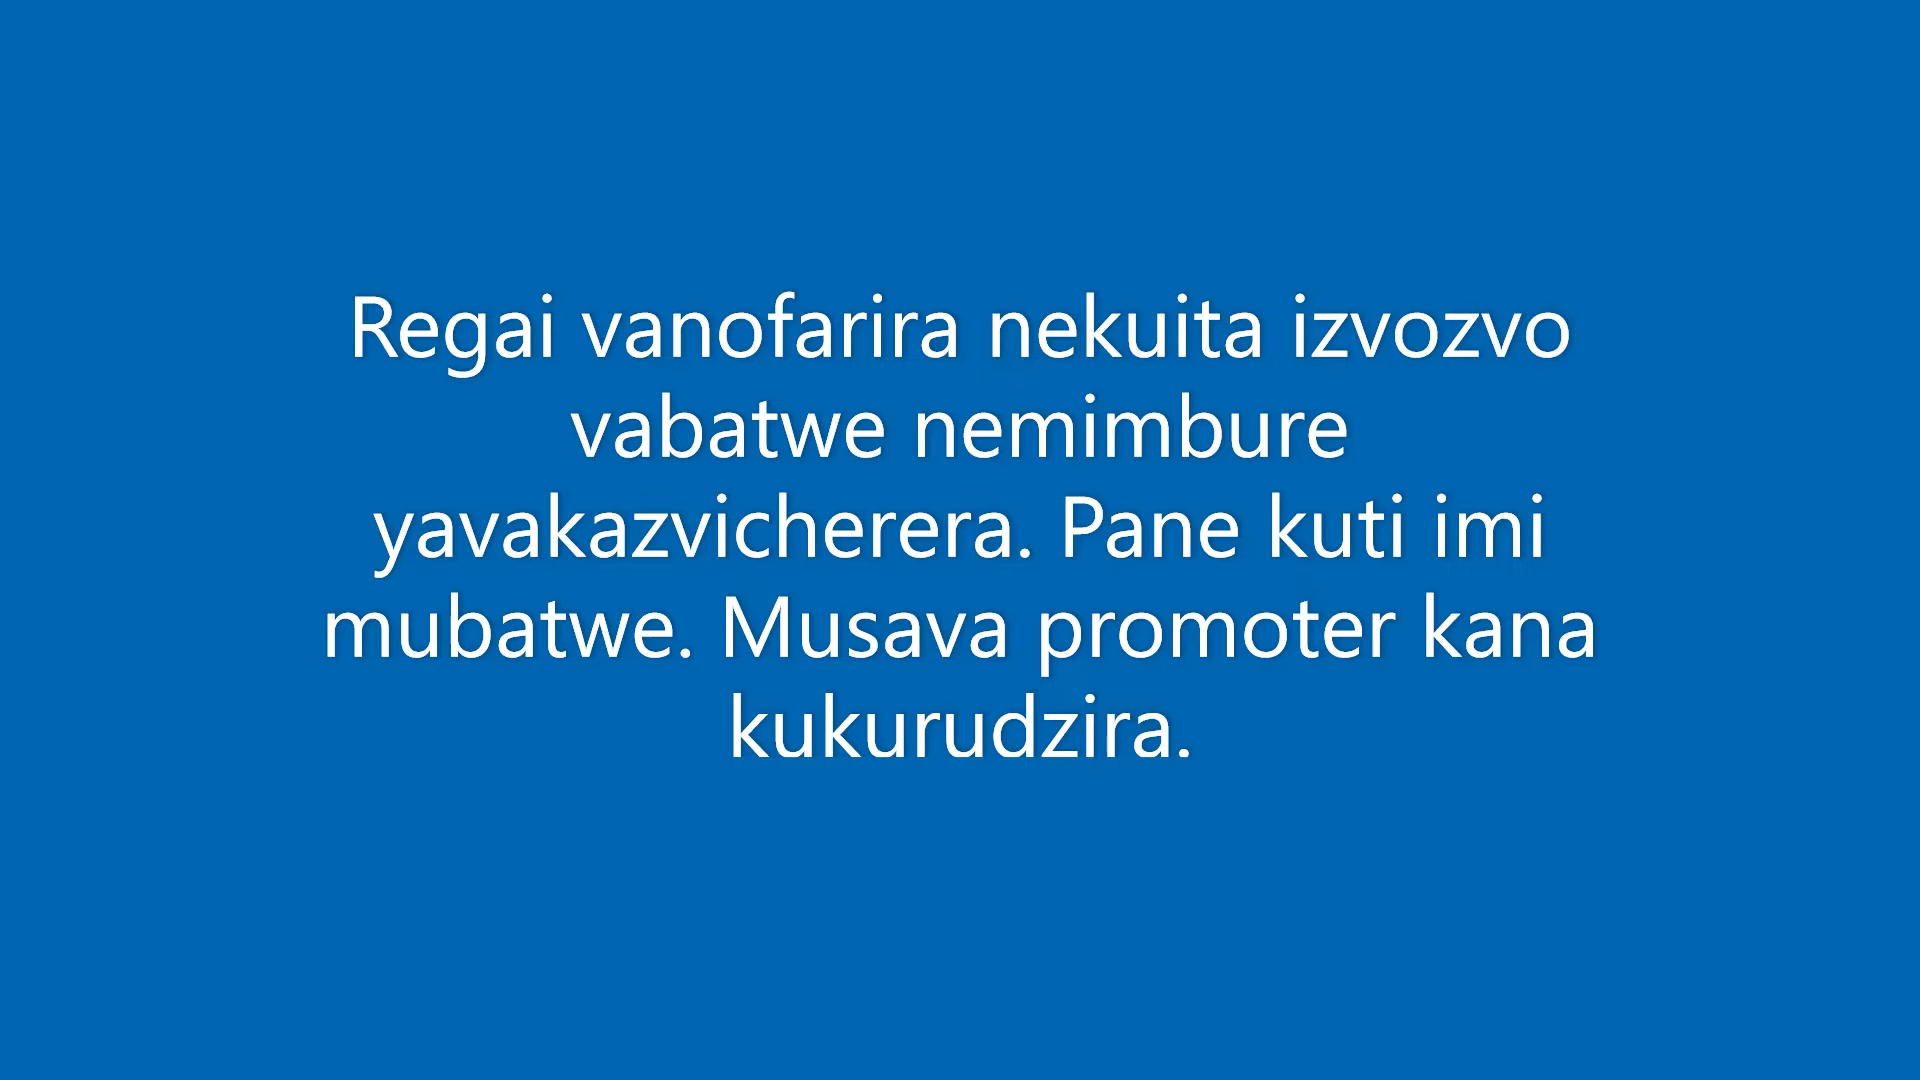 Regai vanofarira nekuita izvozvo
vabatwe nemimbure
yavakazvicherera. Pane kuti imi
mubatwe. Musava promoter kana
kukurudzira.